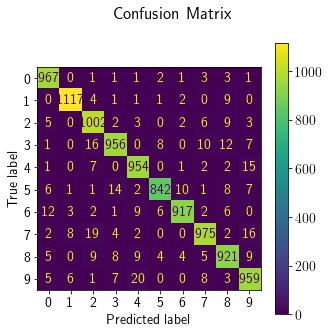 Confusion Matrix
0 967 0 1 1 1 2 1 3 3 1
1 0 1117 4 1 1 1 2 0 9 0
2 5 0 1002 2 3 0 2 6 9 3
3 1 0 16 956 0 8 0 10 12 7
4 1 0 7 0 954 0 1 2 2 15
5 6 1 1 14 2 842 10 1 8 7
6 12 3 2 1 9 6 917 2 6 0
7 2 8 19 4 2 0 0 975 2 16
8 5 0 9 8 9 4 4 5 921 9
9 5 6 1 7 20 0 0 8 3 959
0 1 2 3 4 5 6 7 8 9
Predicted label
True label
1000
800
600
400
200
0